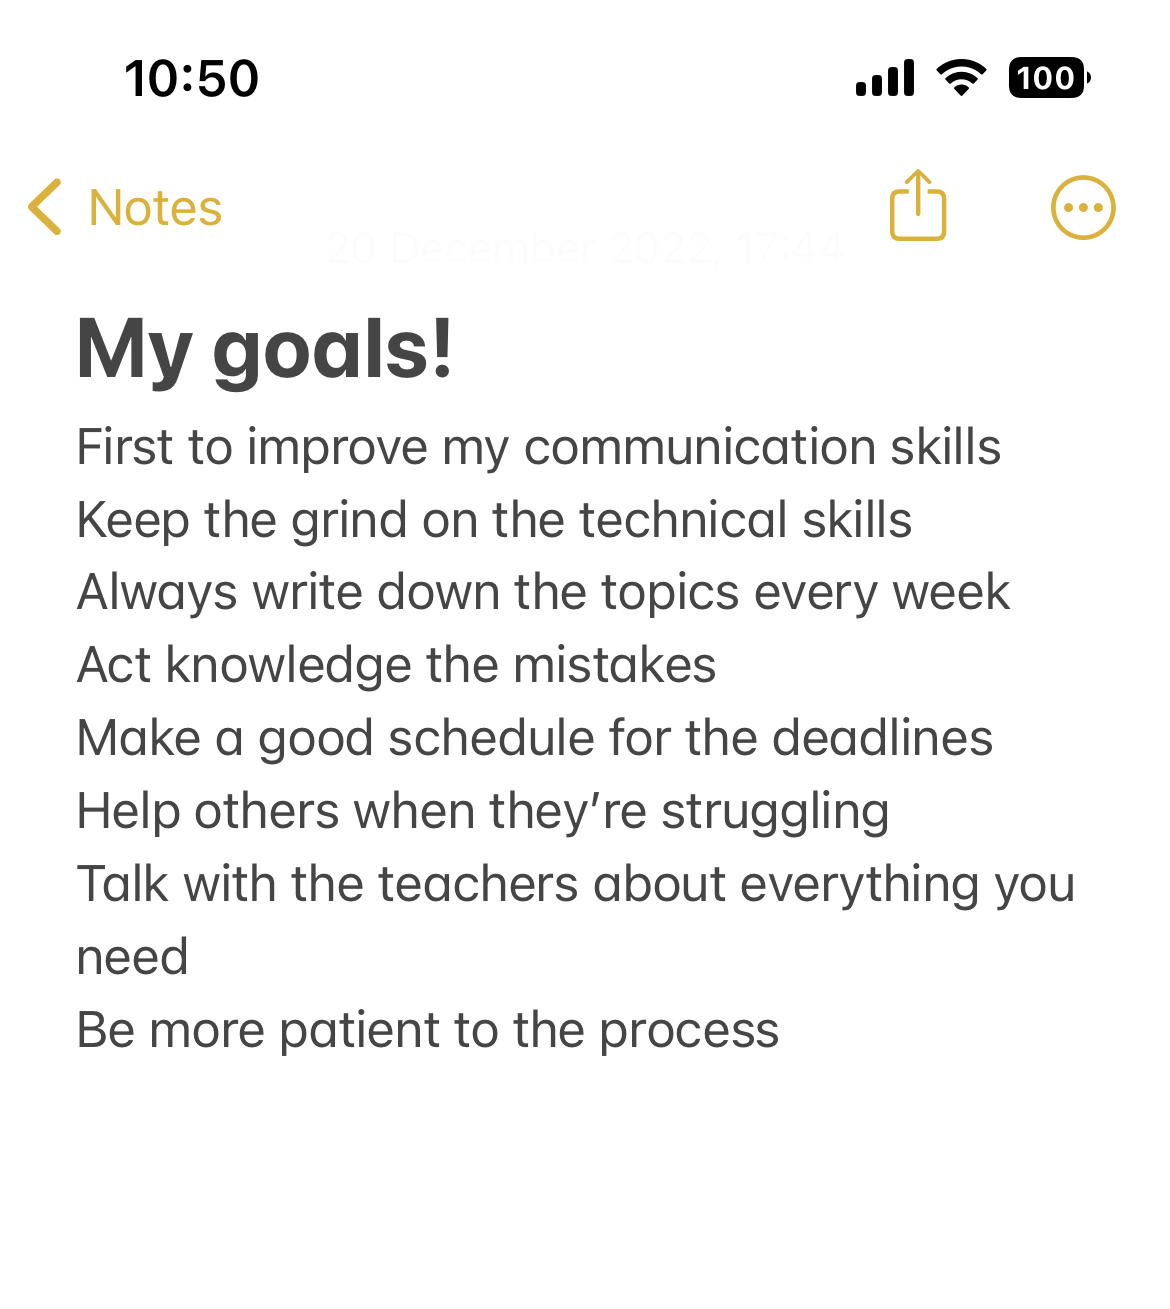 10:50
100
Notes
20 December 2022, 17:44
My goals!
First to improve my communication skills
Keep the grind on the technical skills
Always write down the topics every week
Act knowledge the mistakes
Make a good schedule for the deadlines
Help others when they’re struggling
Talk with the teachers about everything you
need
Be more patient to the process